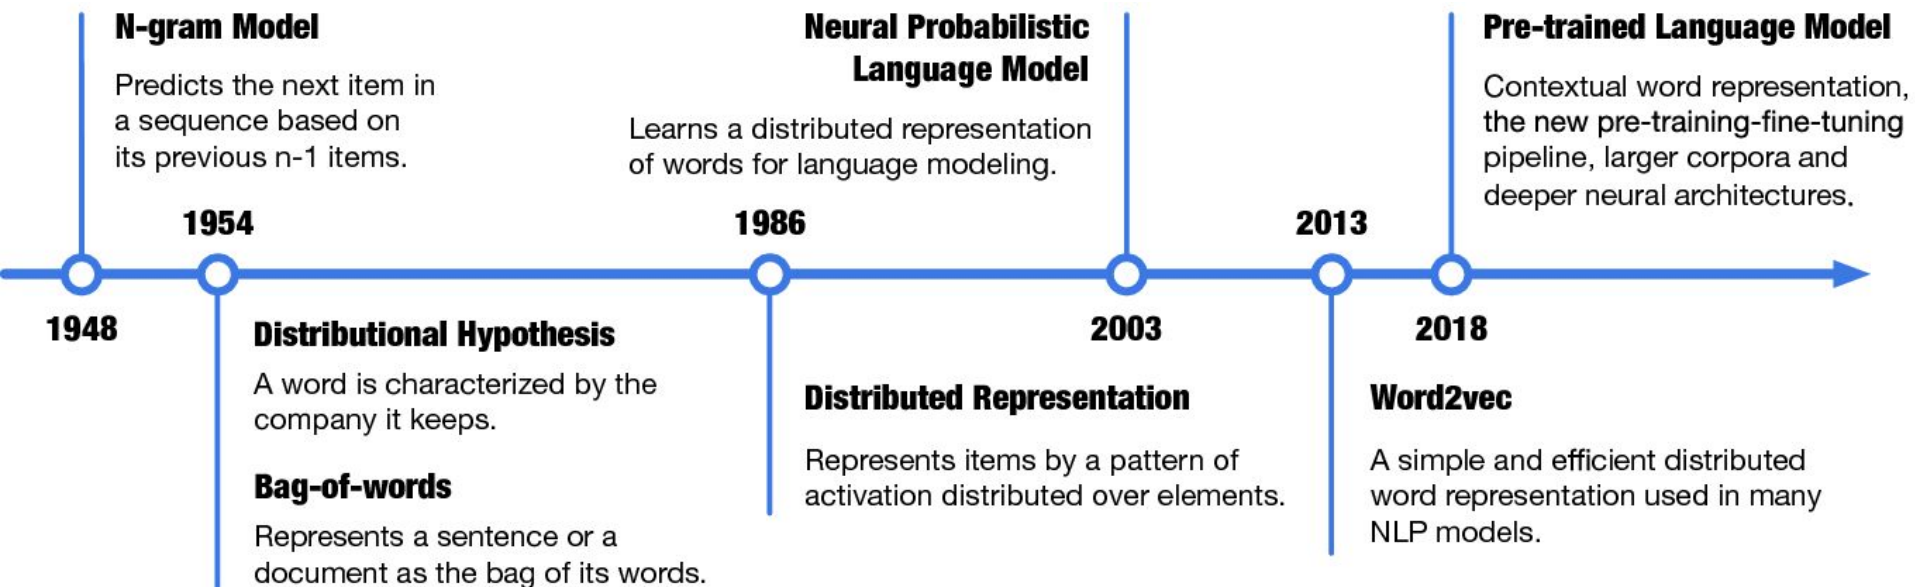 N-gram Model
Predicts the next item in
a sequence based on
its previous n-1 items.
1948
1954
Distributional Hypothesis
A word is characterized by the
company it keeps.
Bag-of-words
Represents a sentence or a
document as the bag of its words.
1986
Distributed Representation
Represents items by a pattern of
activation distributed over elements.
Neural Probabilistic
Language Model
Learns a distributed representation
of words for language modeling.
2003
2013
Word2vec
A simple and efficient distributed
word representation used in many
NLP models.
Pre-trained Language Model
Contextual word representation,
the new pre-training-fine-tuning
pipeline, larger corpora and
deeper neural architectures.
2018